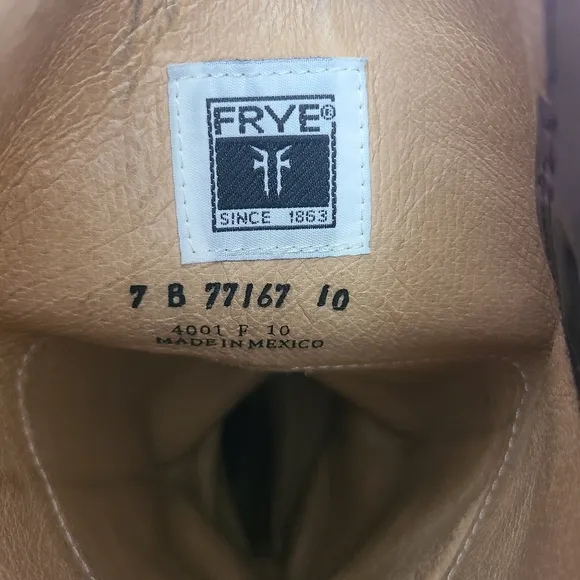 FRYE®
SINCE 1863
7 B 77167 10
4001 F 10
MADE IN MEXICO